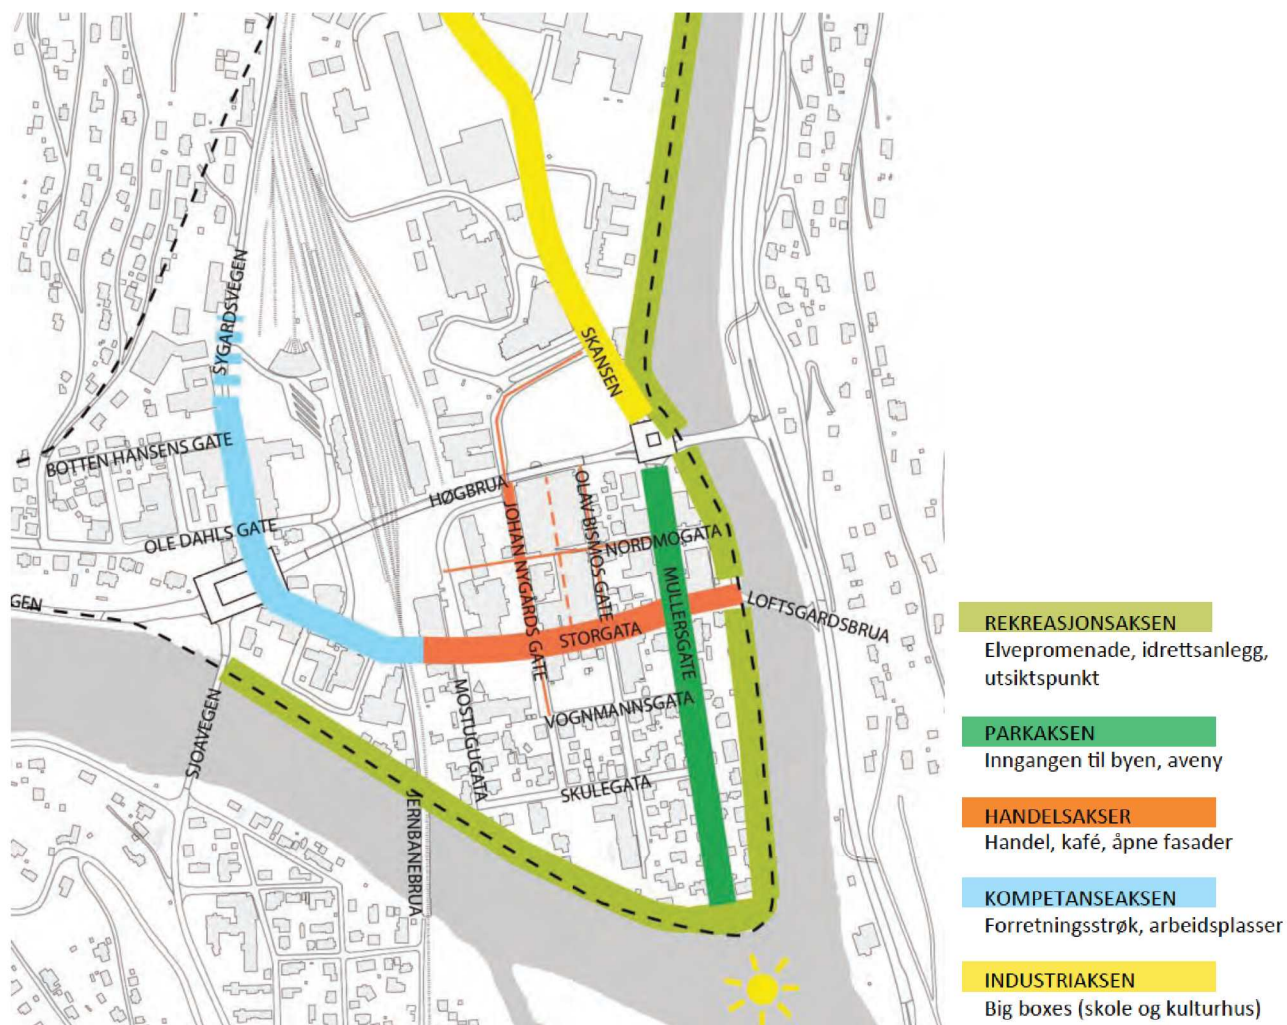 SYGARDSVEGEN
SKANSEN
BOTTEN HANSENS GATE
HØGBRUA
OLE DAHLS GATE
JOHAN NYGÅRDS GATE
OLAV BISMOS GATE
NORDMOGATA
MULLERSGATE
GEN
STORGATA
LOFTSGARDSBRUA
SJOAVEGEN
MOSTUGUGATA
VOGNMANNSGATA
SKULEGATA
JERNBANEBRUA
REKREASJONSAKSEN
Elvepromenade, idrettsanlegg,
utsiktspunkt
PARKAKSEN
Inngangen til byen, aveny
HANDELSAKSER
Handel, kafé, åpne fasader
KOMPETANSEAKSEN
Forretningsstrøk, arbeidsplasser
INDUSTRIAKSEN
Big boxes (skole og kulturhus)